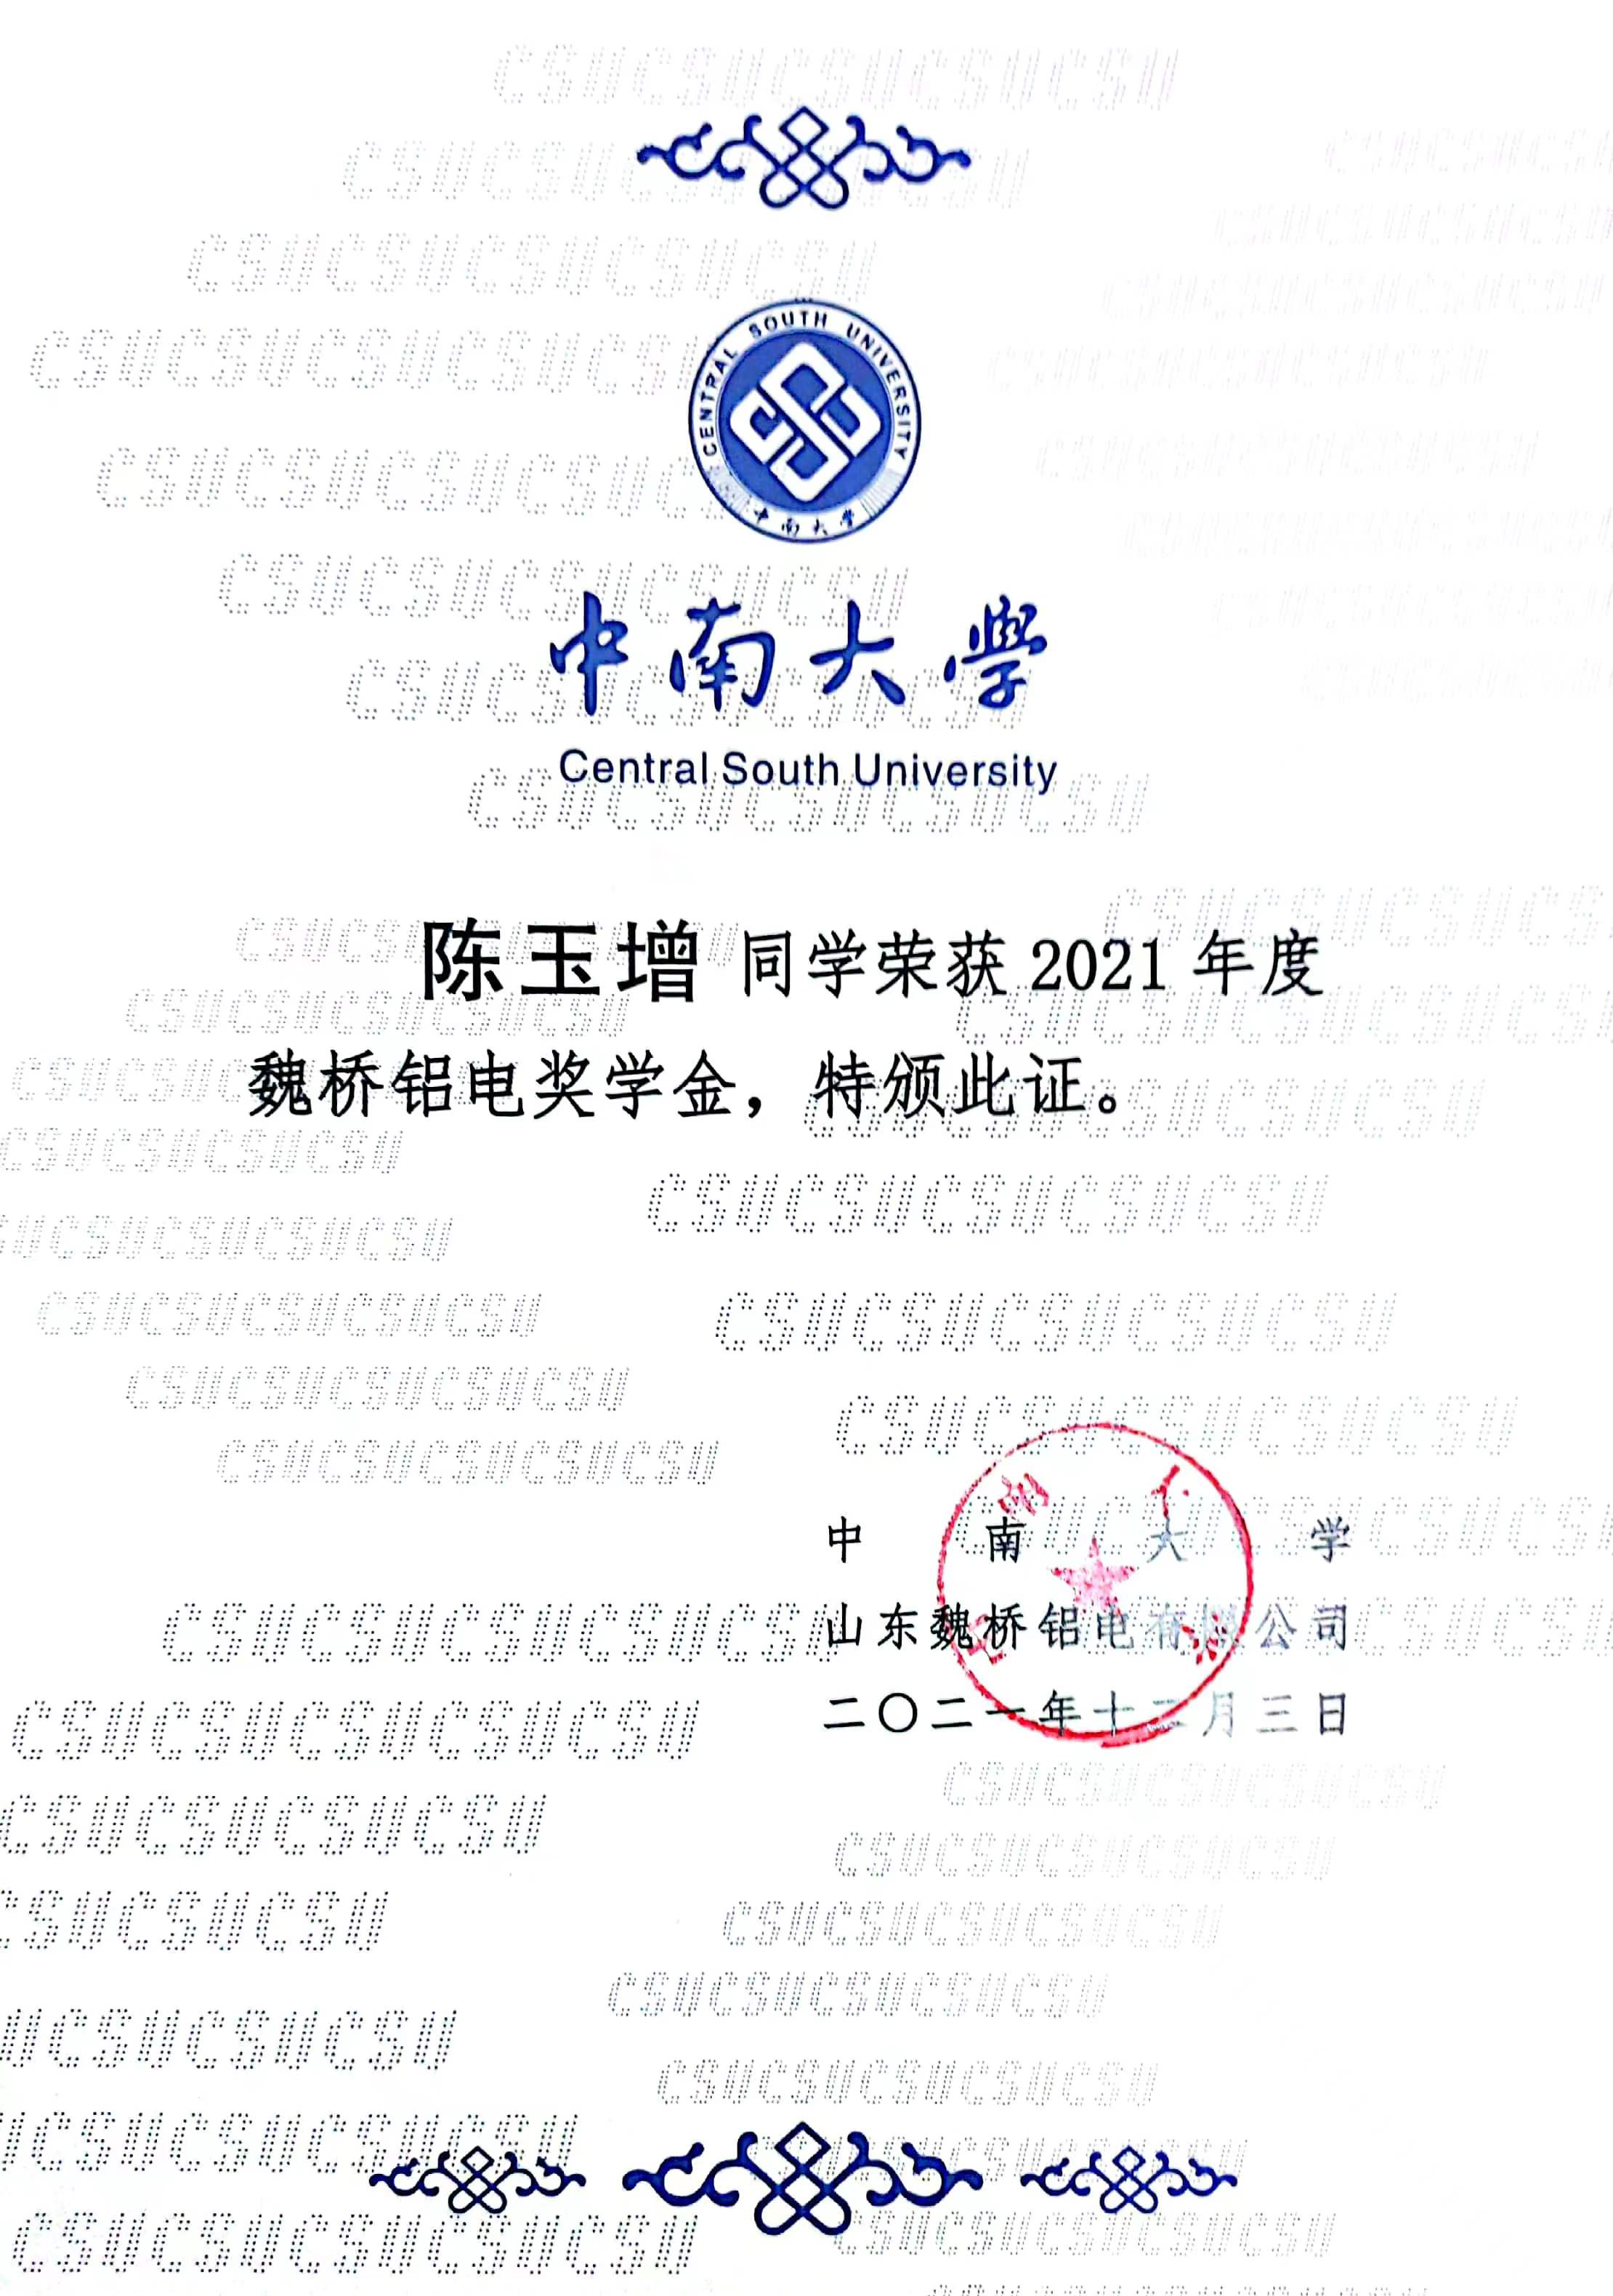 CENTRAL SOUTH UNIVERSITY
中南大学
中南大學
Central South University
陈玉增 同学荣获 2021 年度
魏桥铝电奖学金，特颁此证。
中南大学
山东魏桥铝电有限公司
二〇二一年十二月三日